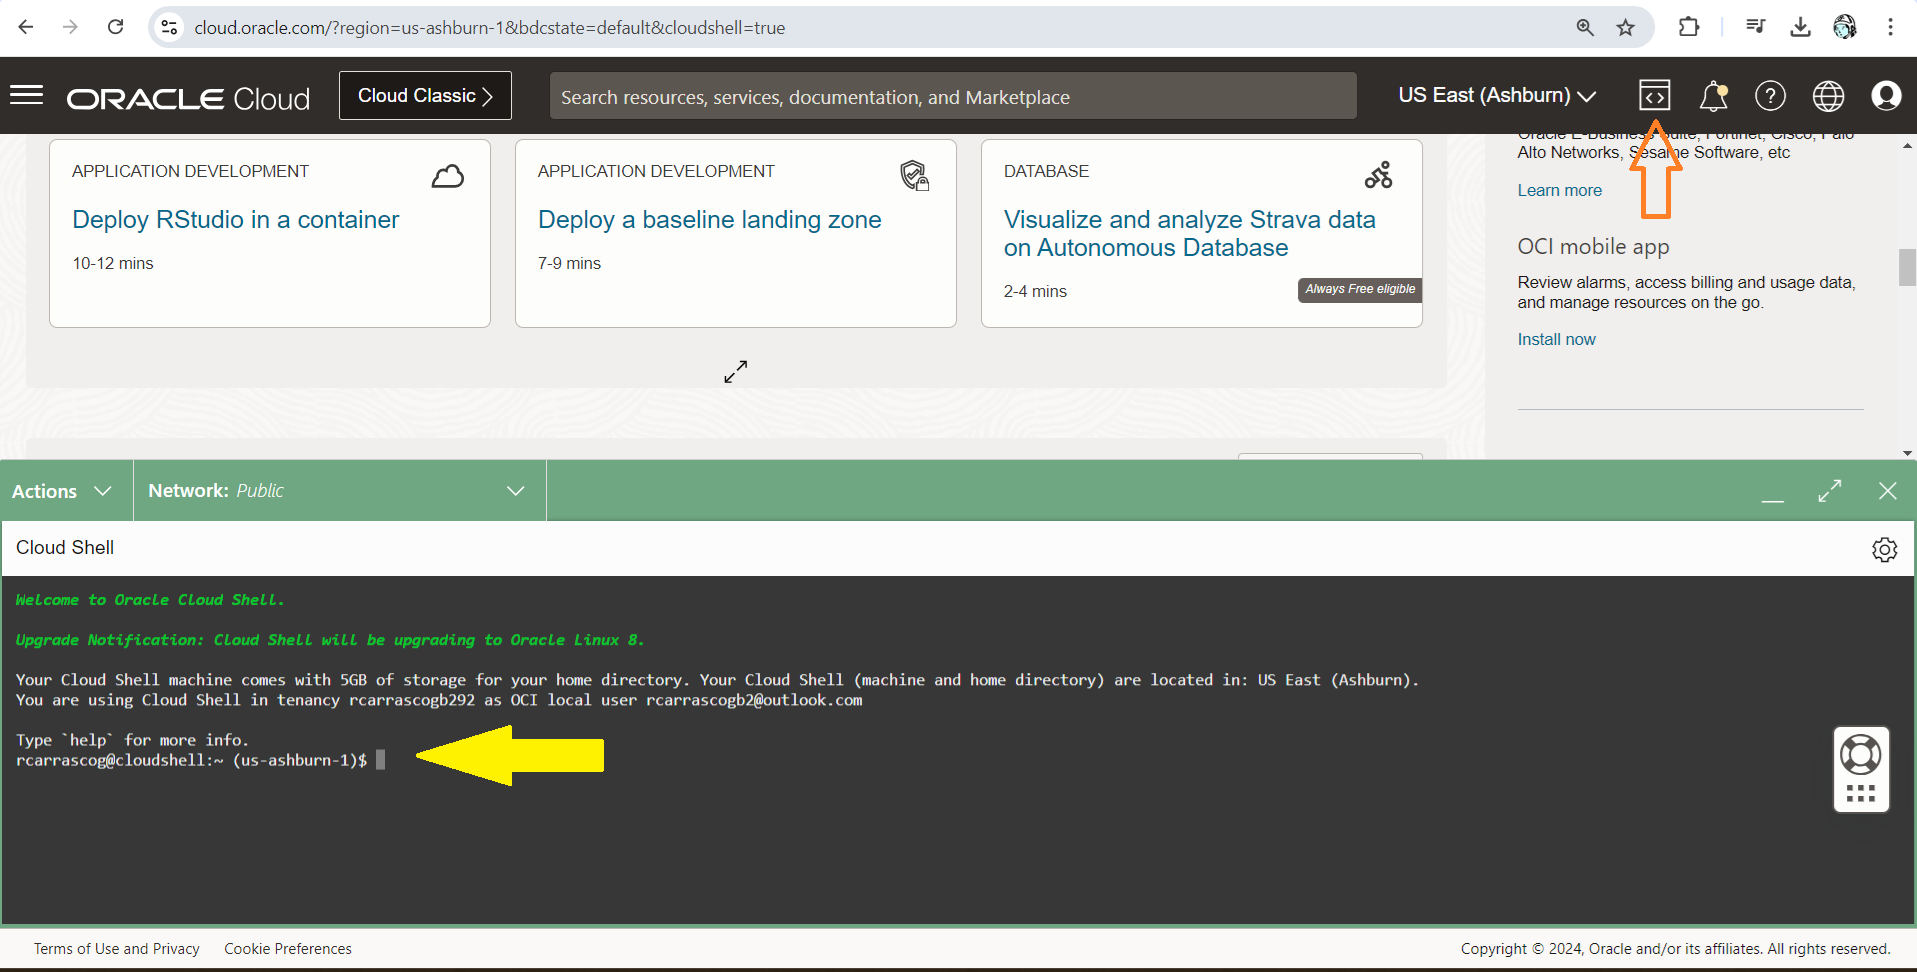 cloud.oracle.com/?region=us-ashburn-1&bdcstate=default&cloudshell=true
ORACLE Cloud
Cloud Classic
Search resources, services, documentation, and Marketplace
US East (Ashburn)
APPLICATION DEVELOPMENT
Deploy RStudio in a container
10-12 mins
APPLICATION DEVELOPMENT
Deploy a baseline landing zone
7-9 mins
DATABASE
Visualize and analyze Strava data
on Autonomous Database
2-4 mins
Always Free eligible
Oracle E-Business Suite, Fortinet, Cisco, Palo
Alto Networks, Sesame Software, etc
Learn more
OCI mobile app
Review alarms, access billing and usage data,
and manage resources on the go.
Install now
Actions
Network: Public
Cloud Shell
Welcome to Oracle Cloud Shell.
Upgrade Notification: Cloud Shell will be upgrading to Oracle Linux 8.
Your Cloud Shell machine comes with 5GB of storage for your home directory. Your Cloud Shell (machine and home directory) are located in: US East (Ashburn).
You are using Cloud Shell in tenancy rcarrascogb292 as OCI local user rcarrascogb2@outlook.com
Type `help` for more info.
rcarrascog@cloudshell:~ (us-ashburn-1)$
Terms of Use and Privacy
Cookie Preferences
Copyright © 2024, Oracle and/or its affiliates. All rights reserved.